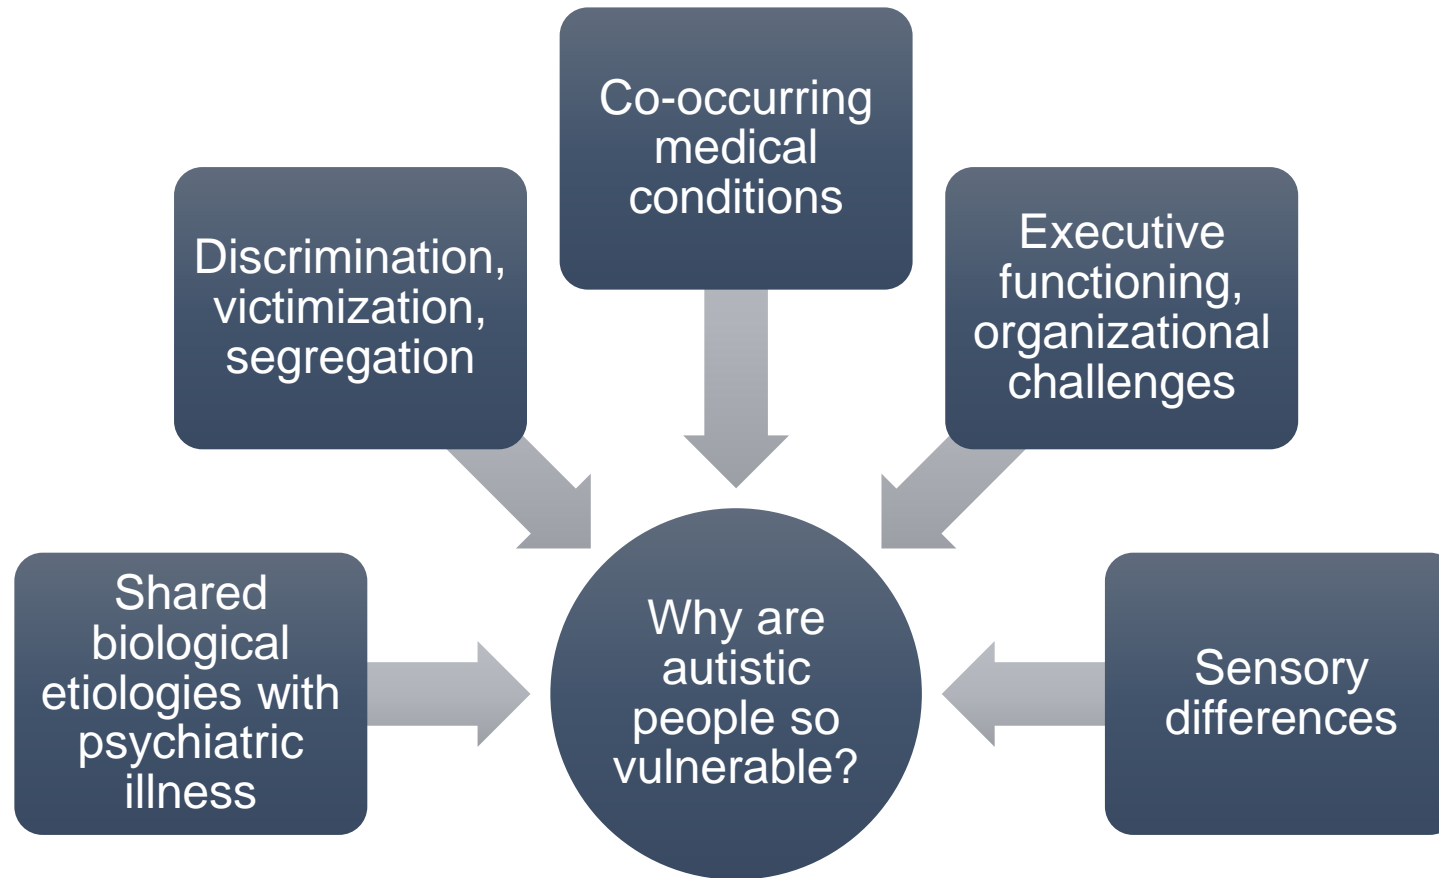 Co-occurring
medical
conditions
Discrimination,
victimization,
segregation
Executive
functioning,
organizational
challenges
Shared
biological
etiologies with
psychiatric
illness
Why are
autistic
people so
vulnerable?
Sensory
differences